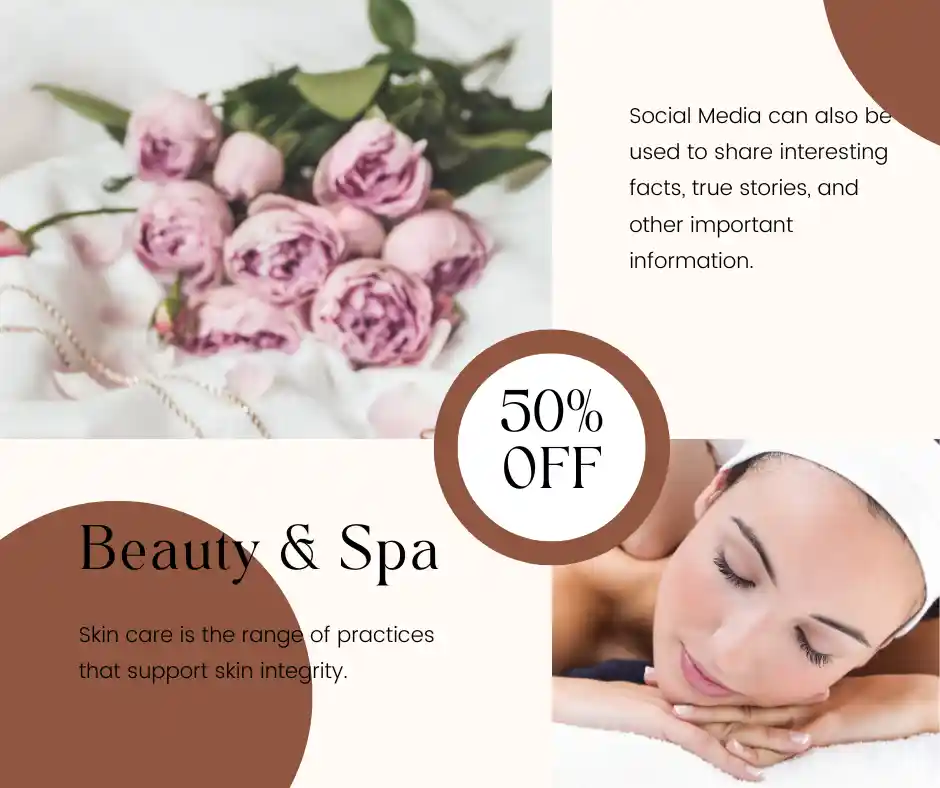 Social Media can also be
used to share interesting
facts, true stories, and
other important
information.
50%
OFF
Beauty & Spa
Skin care is the range of practices
that support skin integrity.